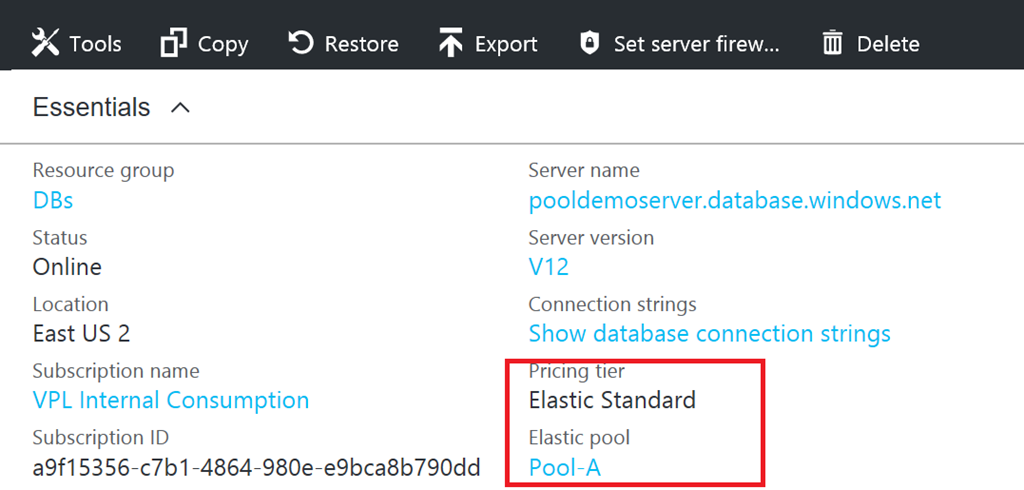 Tools Copy Restore Export Set server firew... Delete
Essentials
Resource group
DBs
Status
Online
Location
East US 2
Subscription name
VPL Internal Consumption
Subscription ID
a9f15356-c7b1-4864-980e-e9bca8b790dd
Server name
pooldemoserver.database.windows.net
Server version
V12
Connection strings
Show database connection strings
Pricing tier
Elastic Standard
Elastic pool
Pool-A